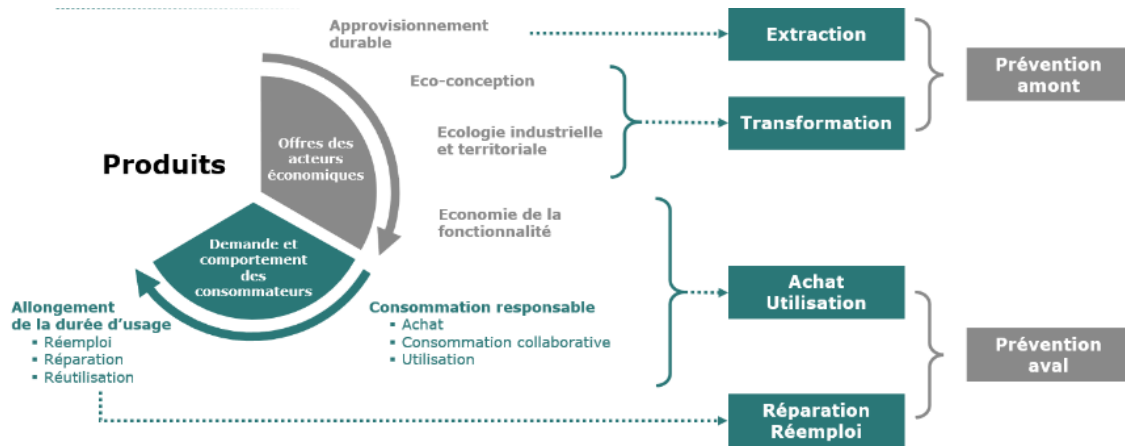 Approvisionnement
durable
Extraction
Prévention
amont
Eco-conception
Transformation
Ecologie industrielle
et territoriale
Offres des
acteurs
économiques
Produits
Economie de la
fonctionnalité
Demande et
comportement
des
consommateurs
Achat
Utilisation
Allongement
de la durée d’usage
▪ Réemploi
▪ Réparation
▪ Réutilisation
Consommation responsable
▪ Achat
▪ Consommation collaborative
▪ Utilisation
Prévention
aval
Réparation
Réemploi